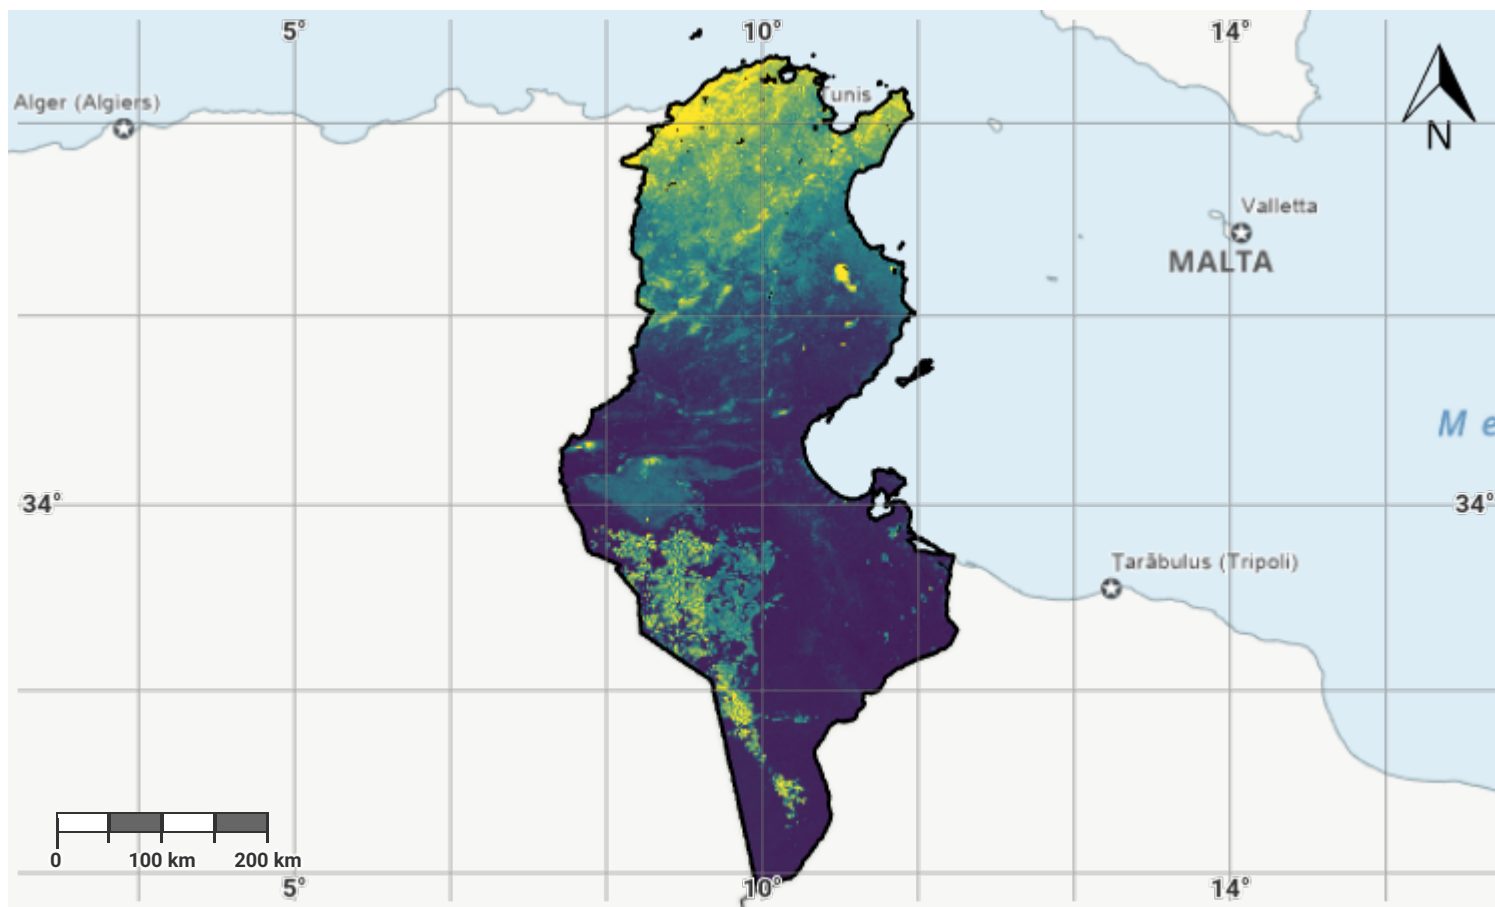 5°
10°
14°
Alger (Algiers)
Tunis
N
Valletta
MALTA
M e
34°
34°
Tarābulus (Tripoli)
0
100 km
200 km
5°
10°
14°